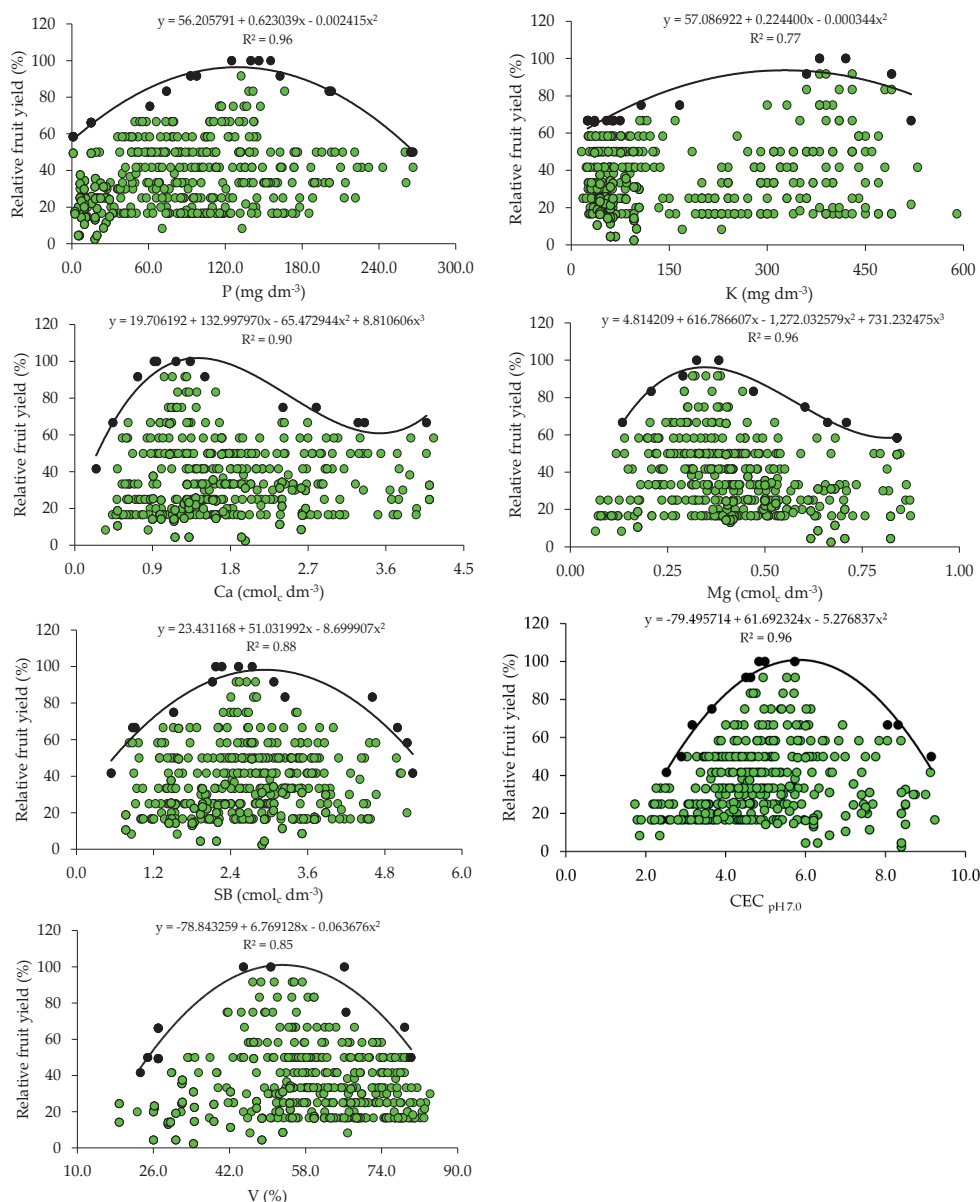 y = 56.205791 + 0.623039x - 0.002415x²
R² = 0.96
Relative fruit yield (%)
120
100
80
60
40
20
0
0.0 60.0 120.0 180.0 240.0 300.0
P (mg dm⁻³)
y = 57.086922 + 0.224400x - 0.000344x²
R² = 0.77
Relative fruit yield (%)
120
100
80
60
40
20
0
0 150 300 450 600
K (mg dm⁻³)
y = 19.706192 + 132.997970x - 65.472944x² + 8.810606x³
R² = 0.90
Relative fruit yield (%)
120
100
80
60
40
20
0
0.0 0.9 1.8 2.7 3.6 4.5
Ca (cmol_c dm⁻³)
y = 4.814209 + 616.786607x - 1,272.032579x² + 731.232475x³
R² = 0.96
Relative fruit yield (%)
120
100
80
60
40
20
0
0.00 0.25 0.50 0.75 1.00
Mg (cmol_c dm⁻³)
y = 23.431168 + 51.031992x - 8.699907x²
R² = 0.88
Relative fruit yield (%)
120
100
80
60
40
20
0
0.0 1.2 2.4 3.6 4.8 6.0
SB (cmol_c dm⁻³)
y = -79.495714 + 61.692324x - 5.276837x²
R² = 0.96
Relative fruit yield (%)
120
100
80
60
40
20
0
0.0 2.0 4.0 6.0 8.0 10.0
CEC pH 7.0
y = -78.843259 + 6.769128x - 0.063676x²
R² = 0.85
Relative fruit yield (%)
120
100
80
60
40
20
0
10.0 26.0 42.0 58.0 74.0 90.0
V (%)